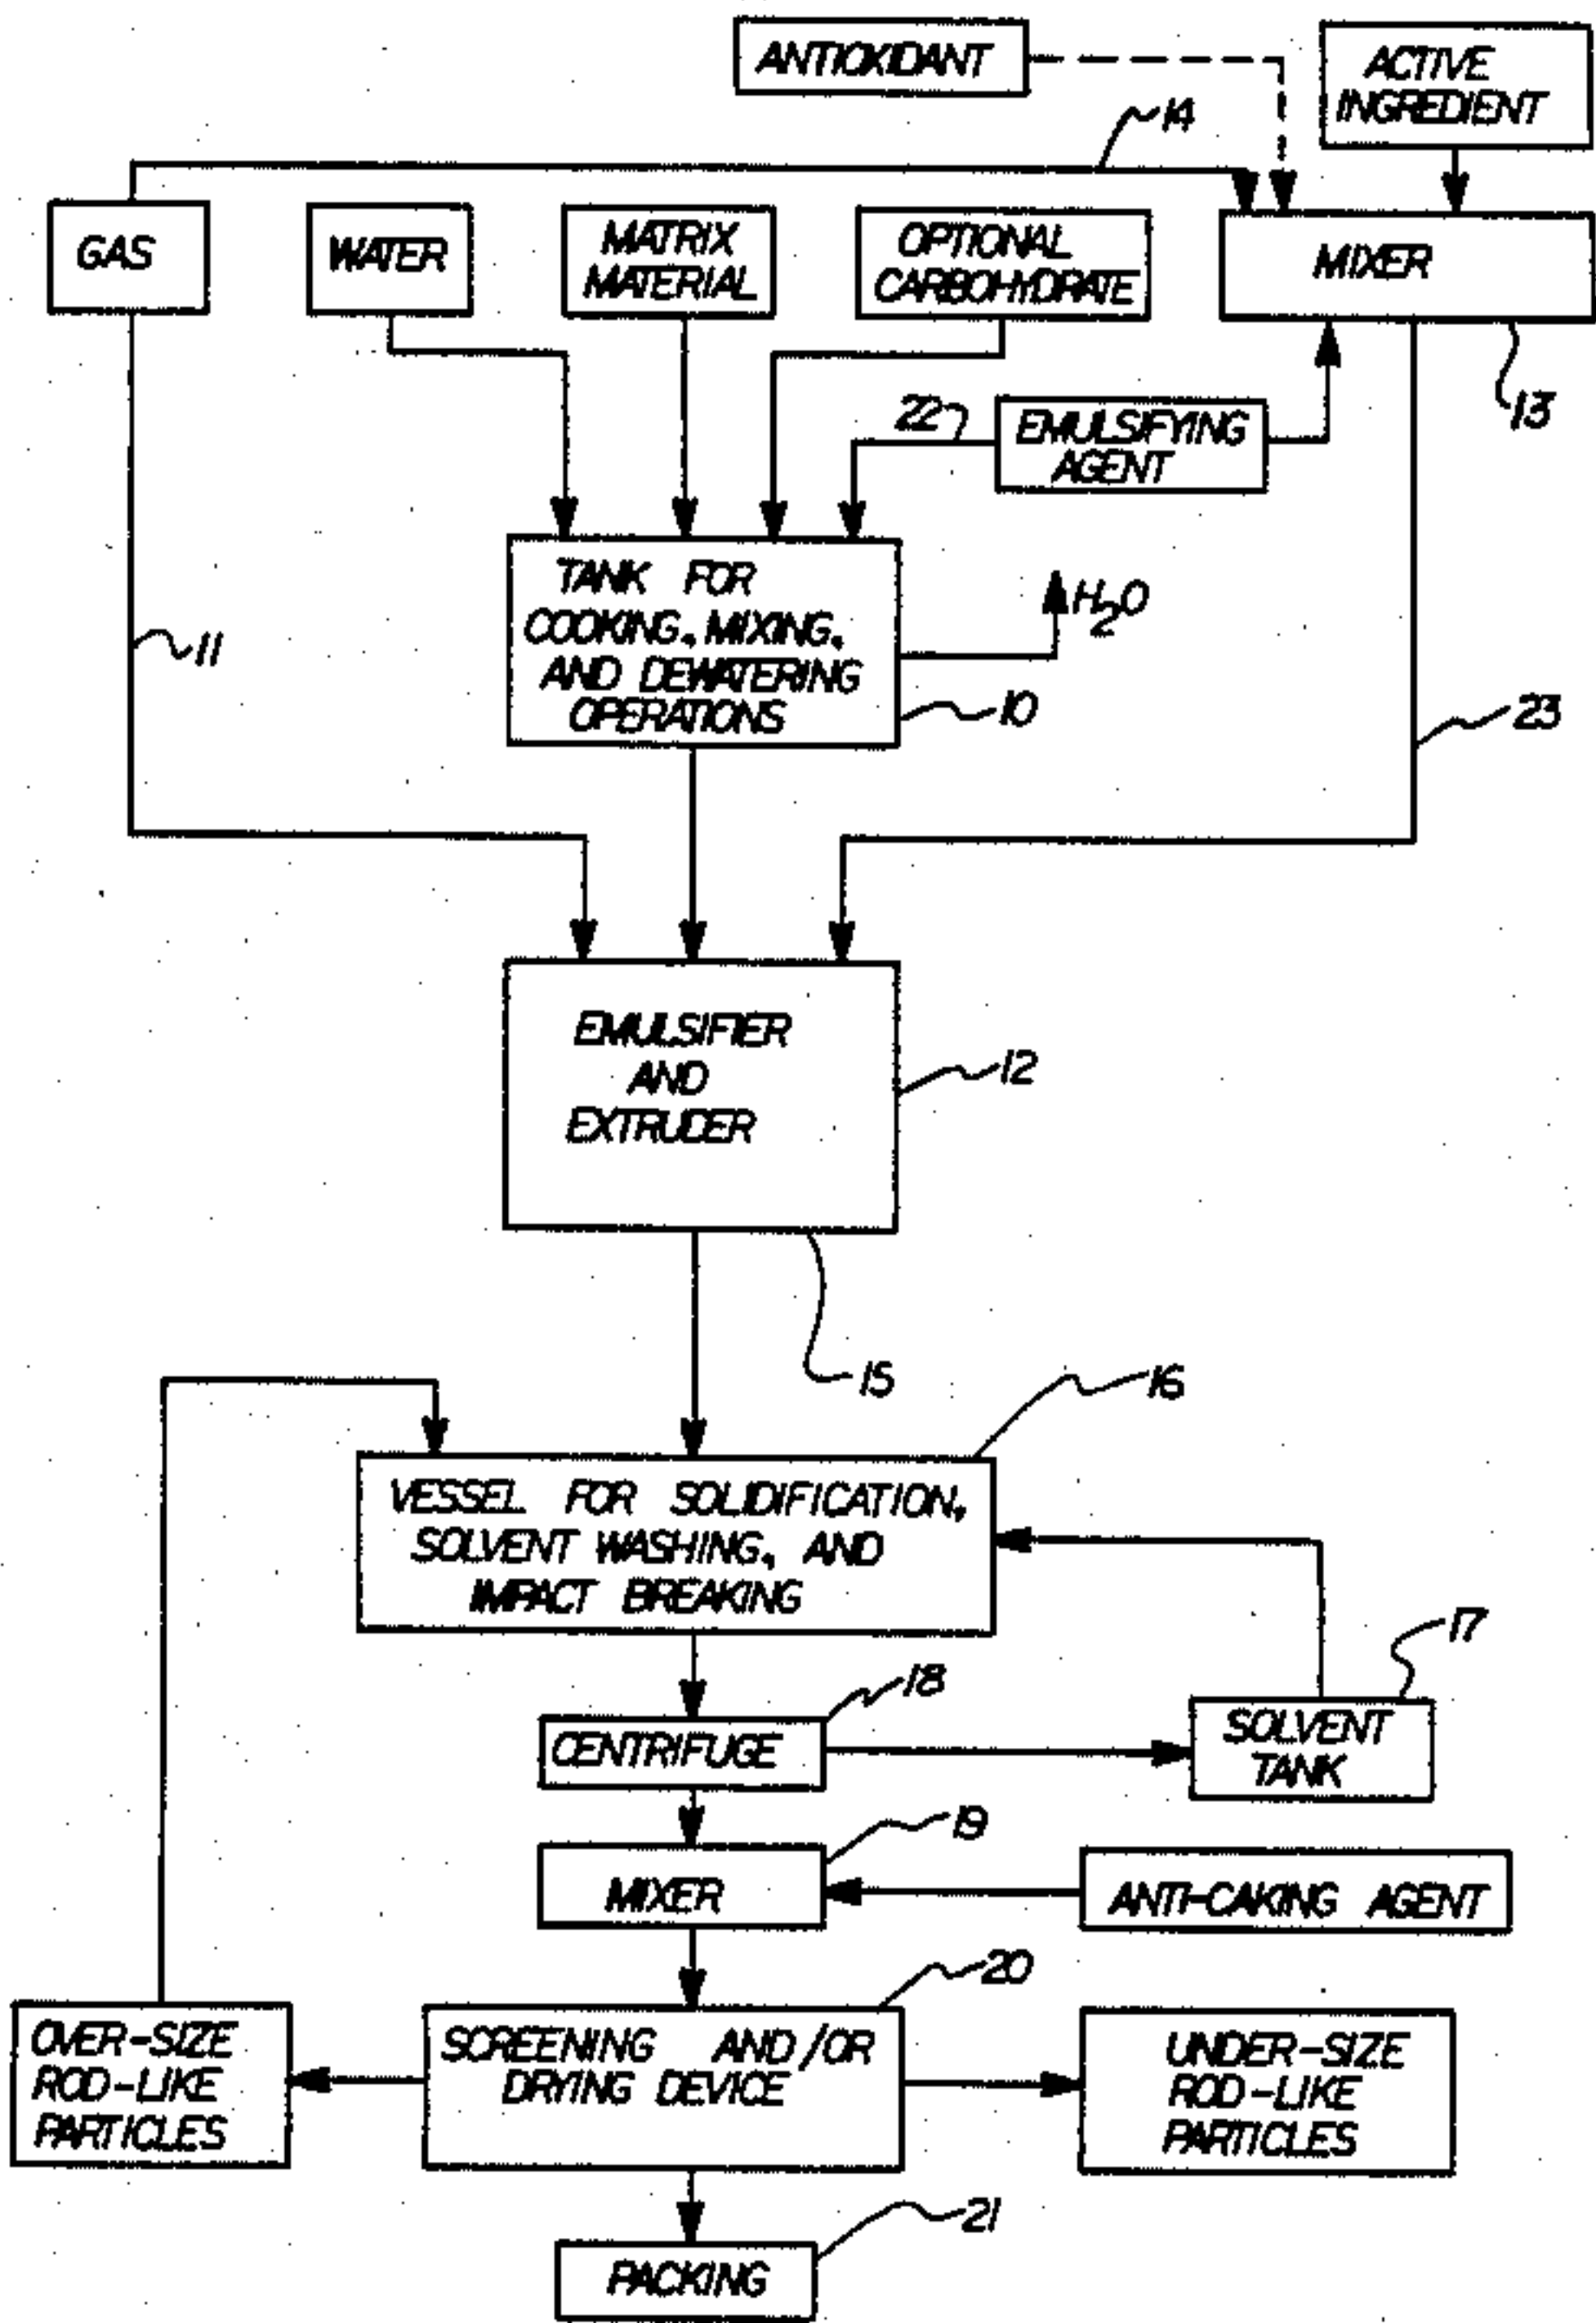 ANTIOXIDANT
ACTIVE
INGREDIENT
14
GAS
WATER
MATRIX
MATERIAL
OPTIONAL
CARBOHYDRATE
MIXER
13
22
EMULSIFYING
AGENT
TANK FOR
COOKING, MIXING,
AND DEWATERING
OPERATIONS
H2O
11
10
23
EMULSIFIER
AND
EXTRUDER
12
15
16
VESSEL FOR SOLIDIFICATION,
SOLVENT WASHING, AND
IMPACT BREAKING
17
18
CENTRIFUGE
SOLVENT
TANK
19
MIXER
ANTI-CAKING AGENT
20
OVER-SIZE
ROD-LIKE
PARTICLES
SCREENING AND/OR
DRYING DEVICE
UNDER-SIZE
ROD-LIKE
PARTICLES
21
PACKING